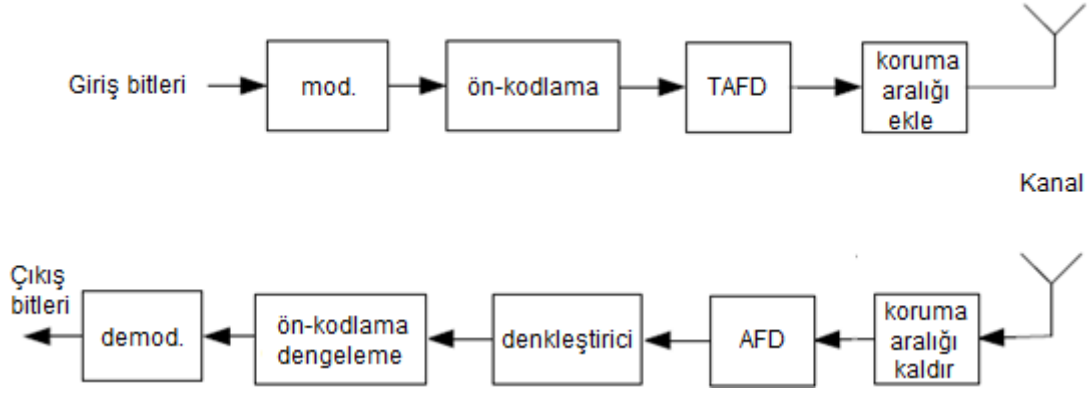 Giriş bitleri
mod.
ön-kodlama
TAFD
koruma
aralığı
ekle
Kanal
Çıkış
bitleri
demod.
ön-kodlama
dengeleme
denkleştirici
AFD
koruma
aralığı
kaldır